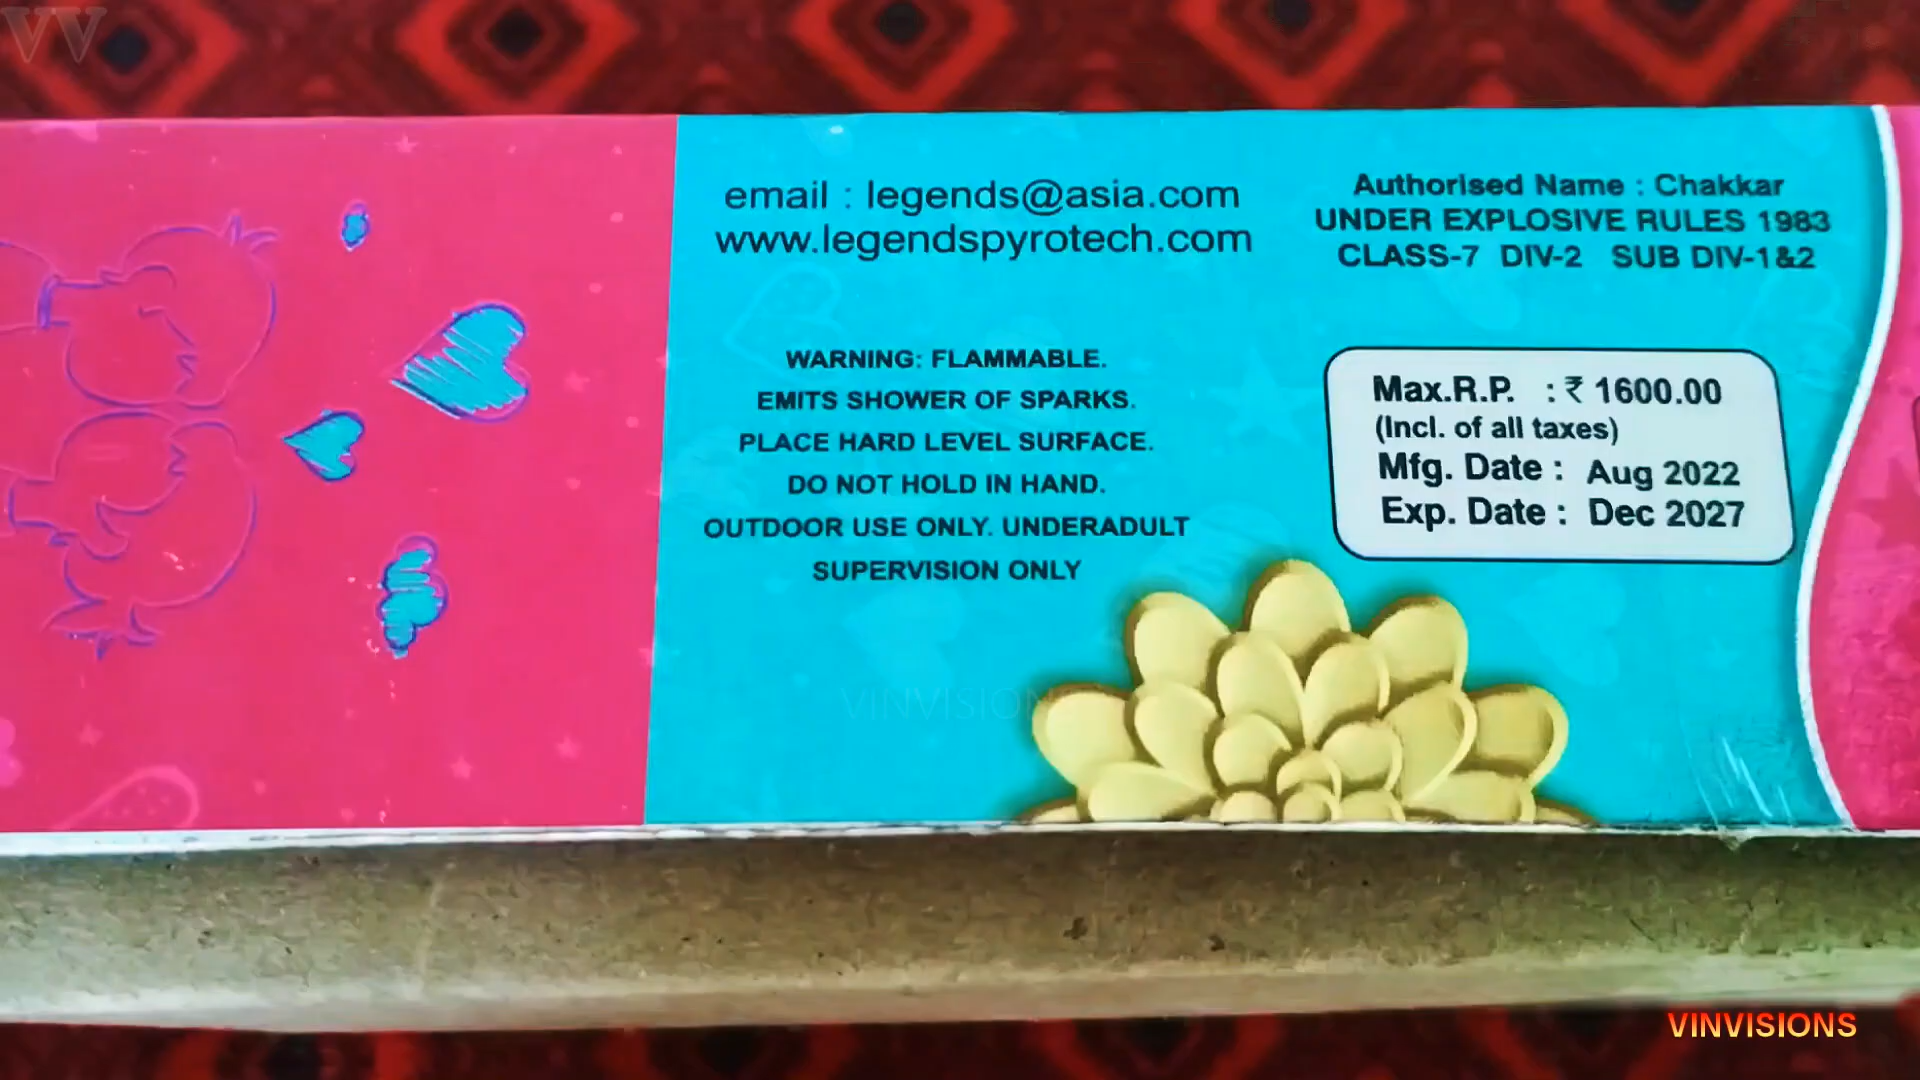 VV
email : legends@asia.com
www.legendspyrotech.com
Authorised Name : Chakkar
UNDER EXPLOSIVE RULES 1983
CLASS-7 DIV-2 SUB DIV-1&2
WARNING: FLAMMABLE.
EMITS SHOWER OF SPARKS.
PLACE HARD LEVEL SURFACE.
DO NOT HOLD IN HAND.
OUTDOOR USE ONLY. UNDERADULT
SUPERVISION ONLY
Max.R.P. : ₹ 1600.00
(Incl. of all taxes)
Mfg. Date : Aug 2022
Exp. Date : Dec 2027
VINVISIONS
VINVISIONS